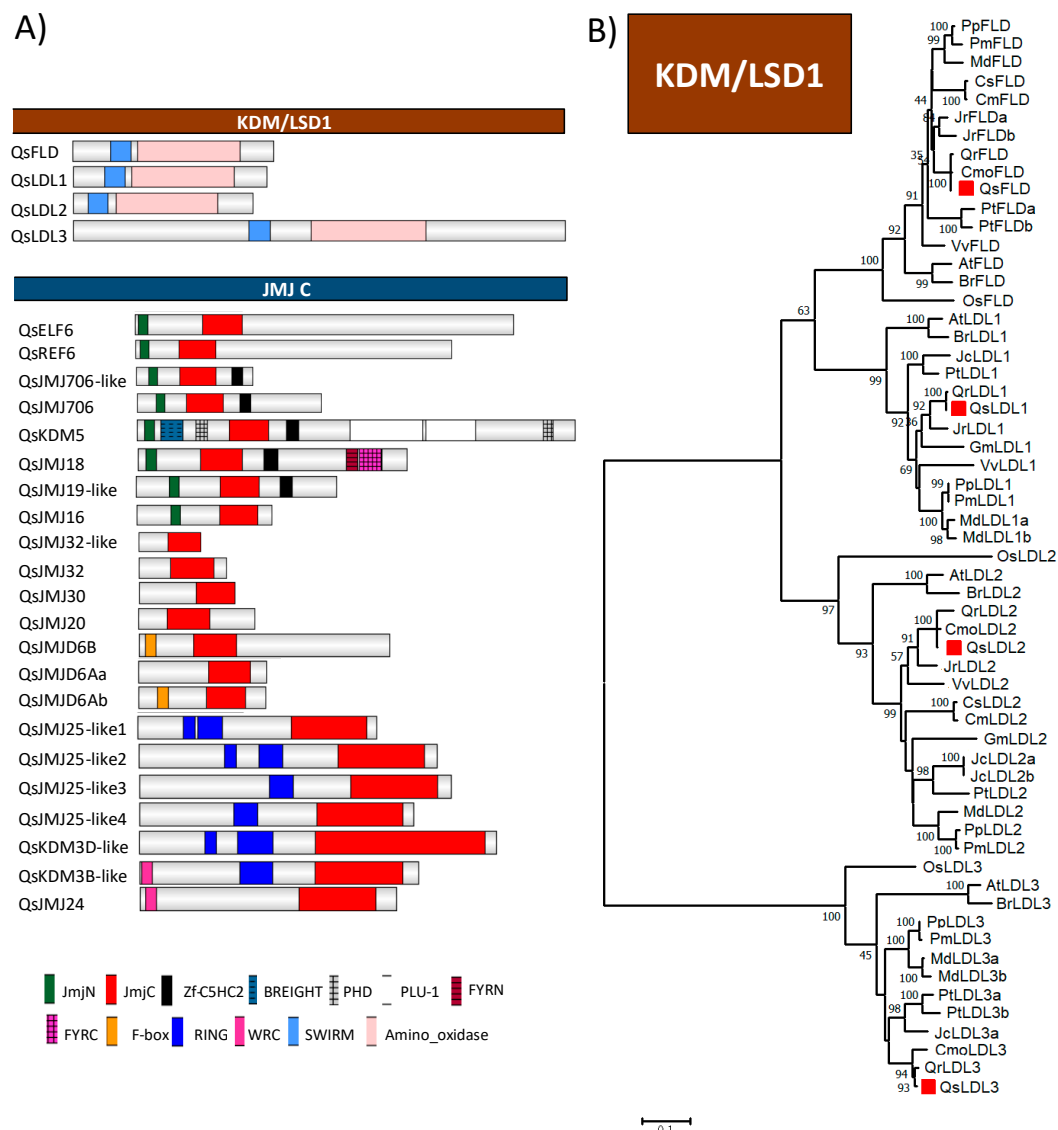 A)
KDM/LSD1
QsFLD
QsLDL1
QsLDL2
QsLDL3
JMJ C
QsELF6
QsREF6
QsJMJ706-like
QsJMJ706
QsKDM5
QsJMJ18
QsJMJ19-like
QsJMJ16
QsJMJ32-like
QsJMJ32
QsJMJ30
QsJMJ20
QsJMJD6B
QsJMJD6Aa
QsJMJD6Ab
QsJMJ25-like1
QsJMJ25-like2
QsJMJ25-like3
QsJMJ25-like4
QsKDM3D-like
QsKDM3B-like
QsJMJ24
JmjN JmjC Zf-C5HC2 BREIGHT PHD PLU-1 FYRN
FYRC F-box RING WRC SWIRM Amino_oxidase
B)
KDM/LSD1
100 PpFLD
99 PmFLD
MdFLD
CsFLD
100 CmFLD
44
84 JrFLDa
JrFLDb
35 QrFLD
54 CmoFLD
100 QsFLD
91 PtFLDa
100 PtFLDb
92 VvFLD
100 AtFLD
99 BrFLD
OsFLD
63
100 AtLDL1
BrLDL1
100 JcLDL1
PtLDL1
99
100 QrLDL1
92 QsLDL1
92 36 JrLDL1
GmLDL1
69 VvLDL1
99 PpLDL1
PmLDL1
100 MdLDL1a
98 MdLDL1b
OsLDL2
97
100 AtLDL2
BrLDL2
93
100 QrLDL2
91 CmoLDL2
57 QsLDL2
JrLDL2
VvLDL2
99
100 CsLDL2
CmLDL2
GmLDL2
98 100 JcLDL2a
JcLDL2b
PtLDL2
MdLDL2
100 PpLDL2
100 PmLDL2
OsLDL3
100
100 AtLDL3
BrLDL3
45
100 PpLDL3
100 PmLDL3
MdLDL3a
100 MdLDL3b
100 PtLDL3a
98 PtLDL3b
JcLDL3a
CmoLDL3
94 QrLDL3
93 QsLDL3
0.1